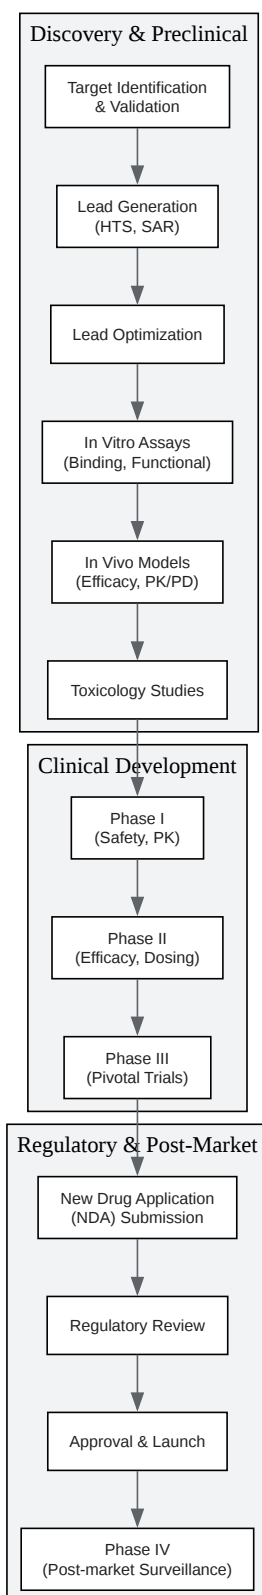 Discovery & Preclinical
Target Identification
& Validation
Lead Generation
(HTS, SAR)
Lead Optimization
In Vitro Assays
(Binding, Functional)
In Vivo Models
(Efficacy, PK/PD)
Toxicology Studies
Clinical Development
Phase I
(Safety, PK)
Phase II
(Efficacy, Dosing)
Phase III
(Pivotal Trials)
Regulatory & Post-Market
New Drug Application
(NDA) Submission
Regulatory Review
Approval & Launch
Phase IV
(Post-market Surveillance)